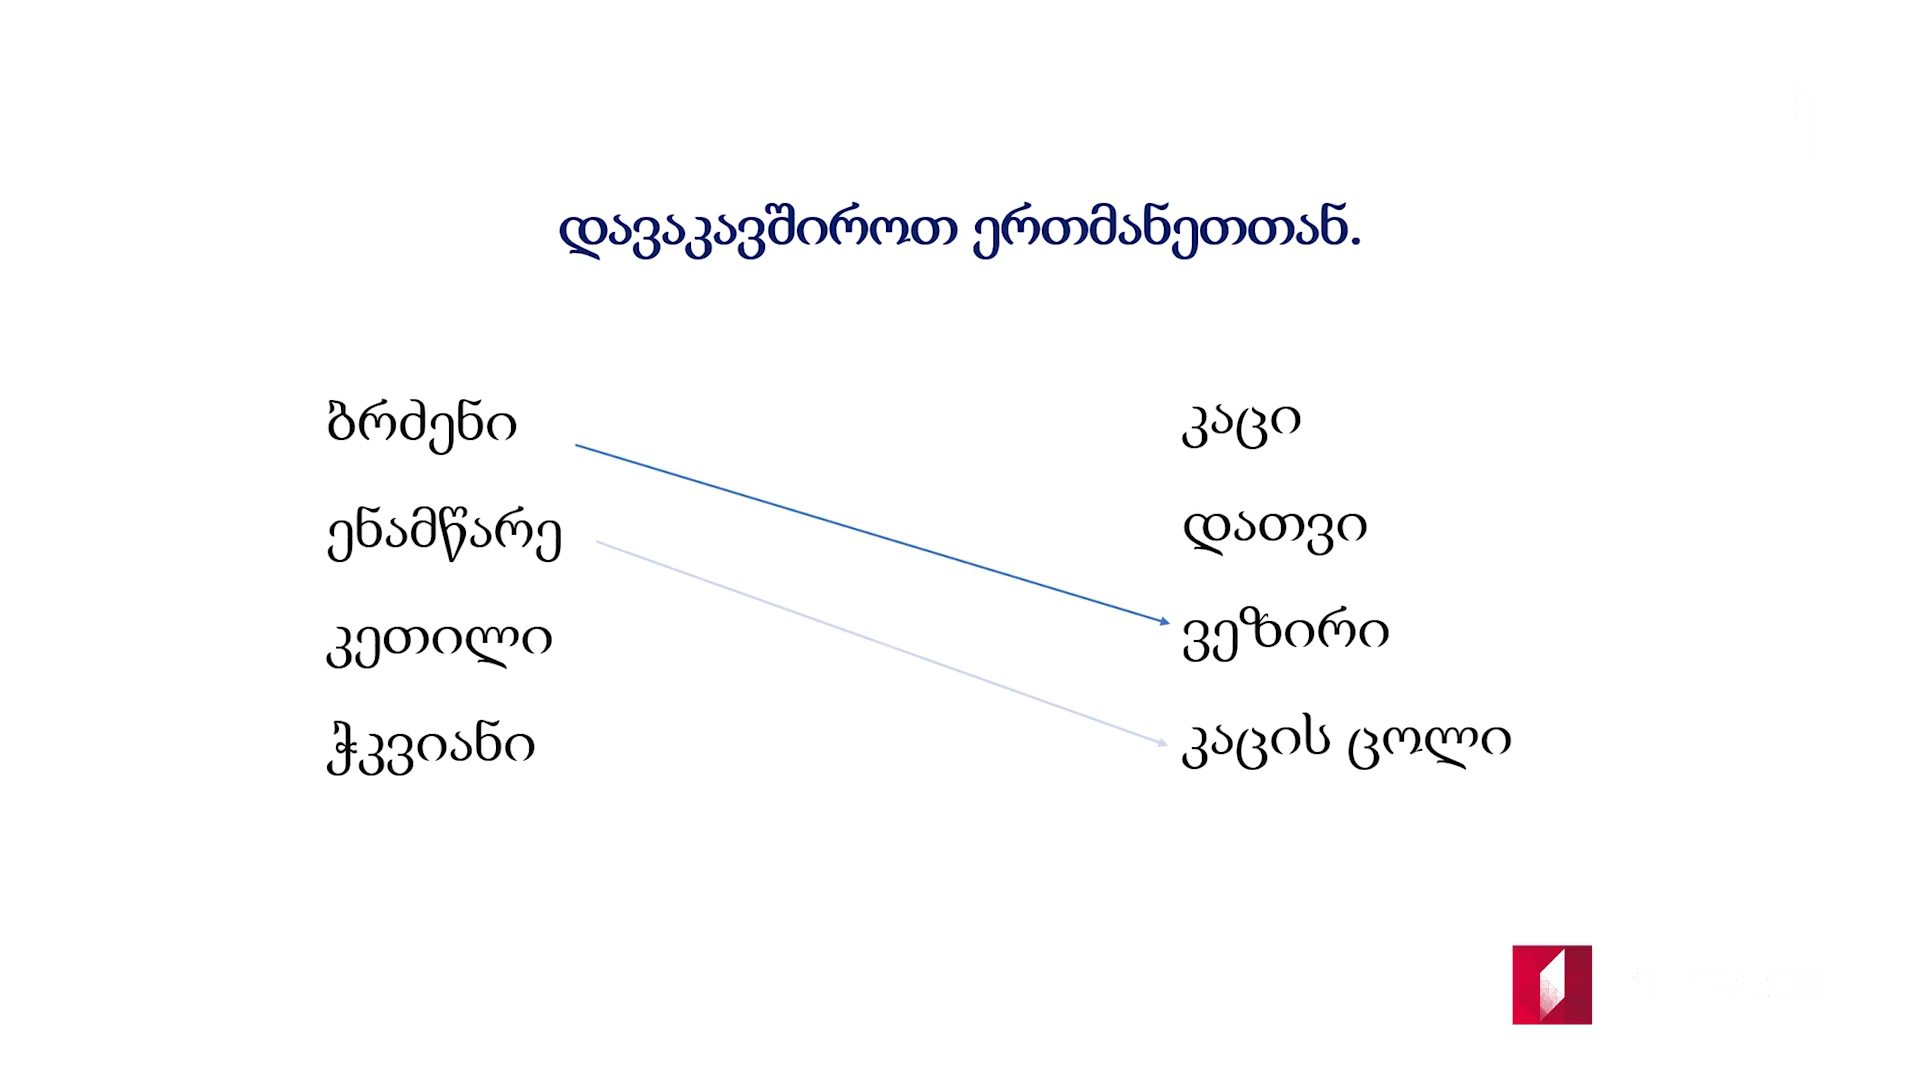 დავაკავშიროთ ერთმანეთთან.
ბრძენი
ენამწარე
კეთილი
ჭკვიანი
კაცი
დათვი
ვეზირი
კაცის ცოლი